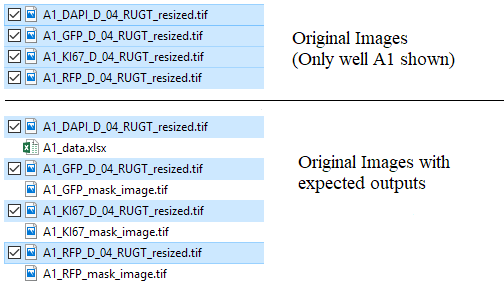 A1_DAPI_D_04_RUGT_resized.tif
A1_GFP_D_04_RUGT_resized.tif
A1_KI67_D_04_RUGT_resized.tif
A1_RFP_D_04_RUGT_resized.tif
Original Images
(Only well A1 shown)
A1_DAPI_D_04_RUGT_resized.tif
A1_data.xlsx
A1_GFP_D_04_RUGT_resized.tif
A1_GFP_mask_image.tif
A1_KI67_D_04_RUGT_resized.tif
A1_KI67_mask_image.tif
A1_RFP_D_04_RUGT_resized.tif
A1_RFP_mask_image.tif
Original Images with
expected outputs